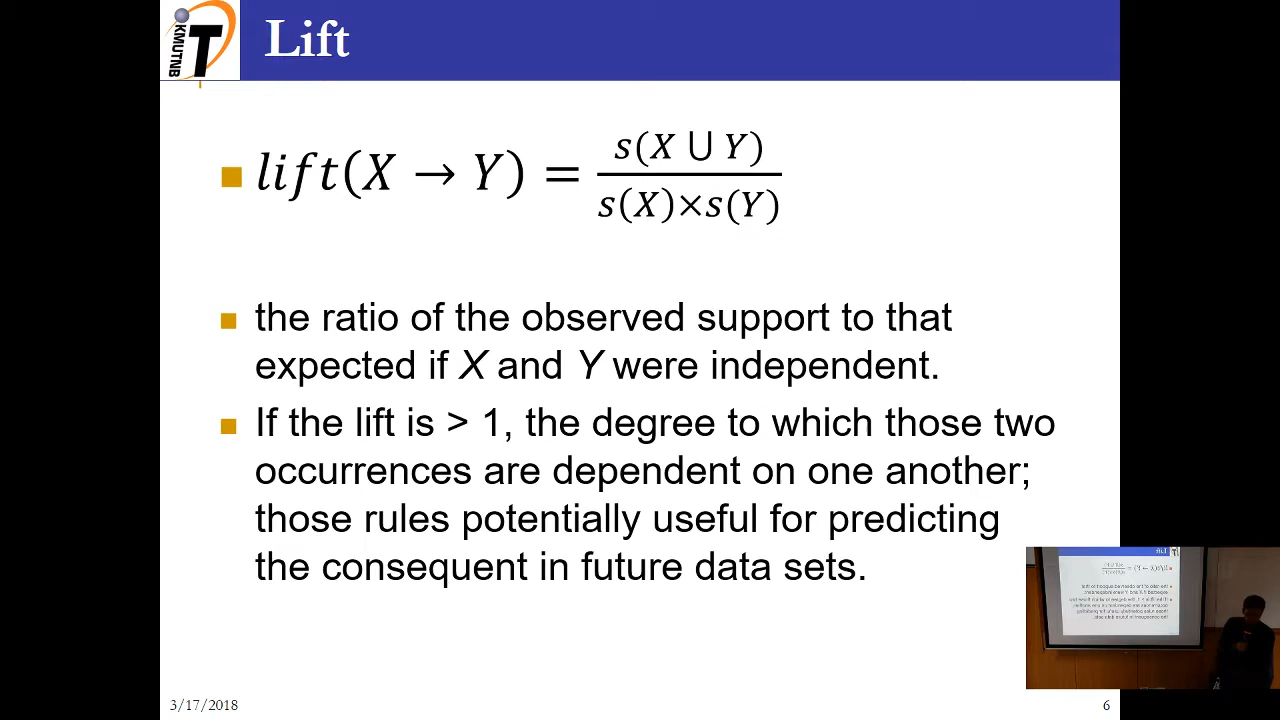 KMUTNB
IT
Lift
lift(X → Y) = s(X ∪ Y) / s(X)×s(Y)
the ratio of the observed support to that
expected if X and Y were independent.
If the lift is > 1, the degree to which those two
occurrences are dependent on one another;
those rules potentially useful for predicting
the consequent in future data sets.
3/17/2018
6